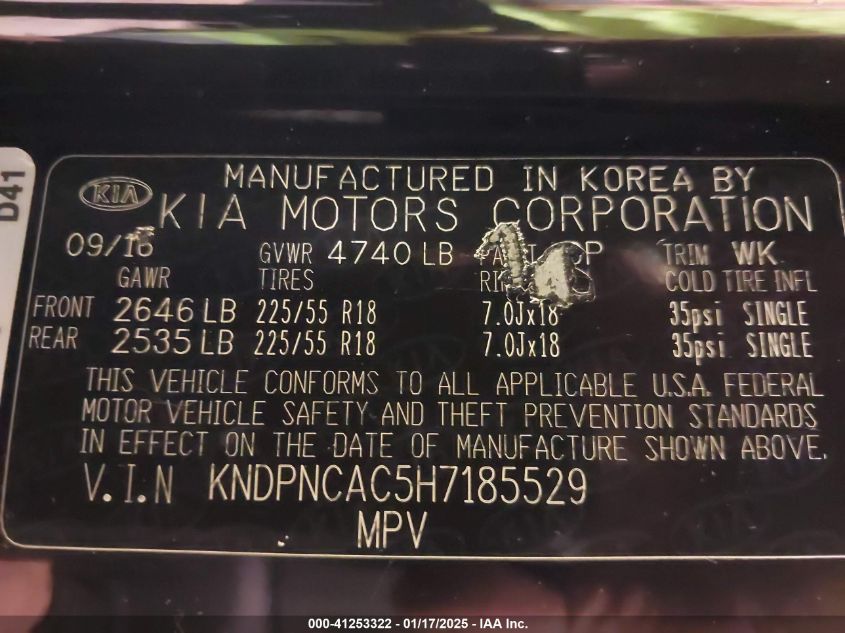 D41
KIA
MANUFACTURED IN KOREA BY
KIA MOTORS CORPORATION
09/16 GVWR 4740 LB TRIM WK
GAWR TIRES COLD TIRE INFL
FRONT 2646 LB 225/55 R18 7.0Jx18 35psi SINGLE
REAR 2535 LB 225/55 R18 7.0Jx18 35psi SINGLE
THIS VEHICLE CONFORMS TO ALL APPLICABLE U.S.A. FEDERAL
MOTOR VEHICLE SAFETY AND THEFT PREVENTION STANDARDS
IN EFFECT ON THE DATE OF MANUFACTURE SHOWN ABOVE.
V.I.N KNDPNCAC5H7185529
MPV
000-41253322 - 01/17/2025 - IAA Inc.